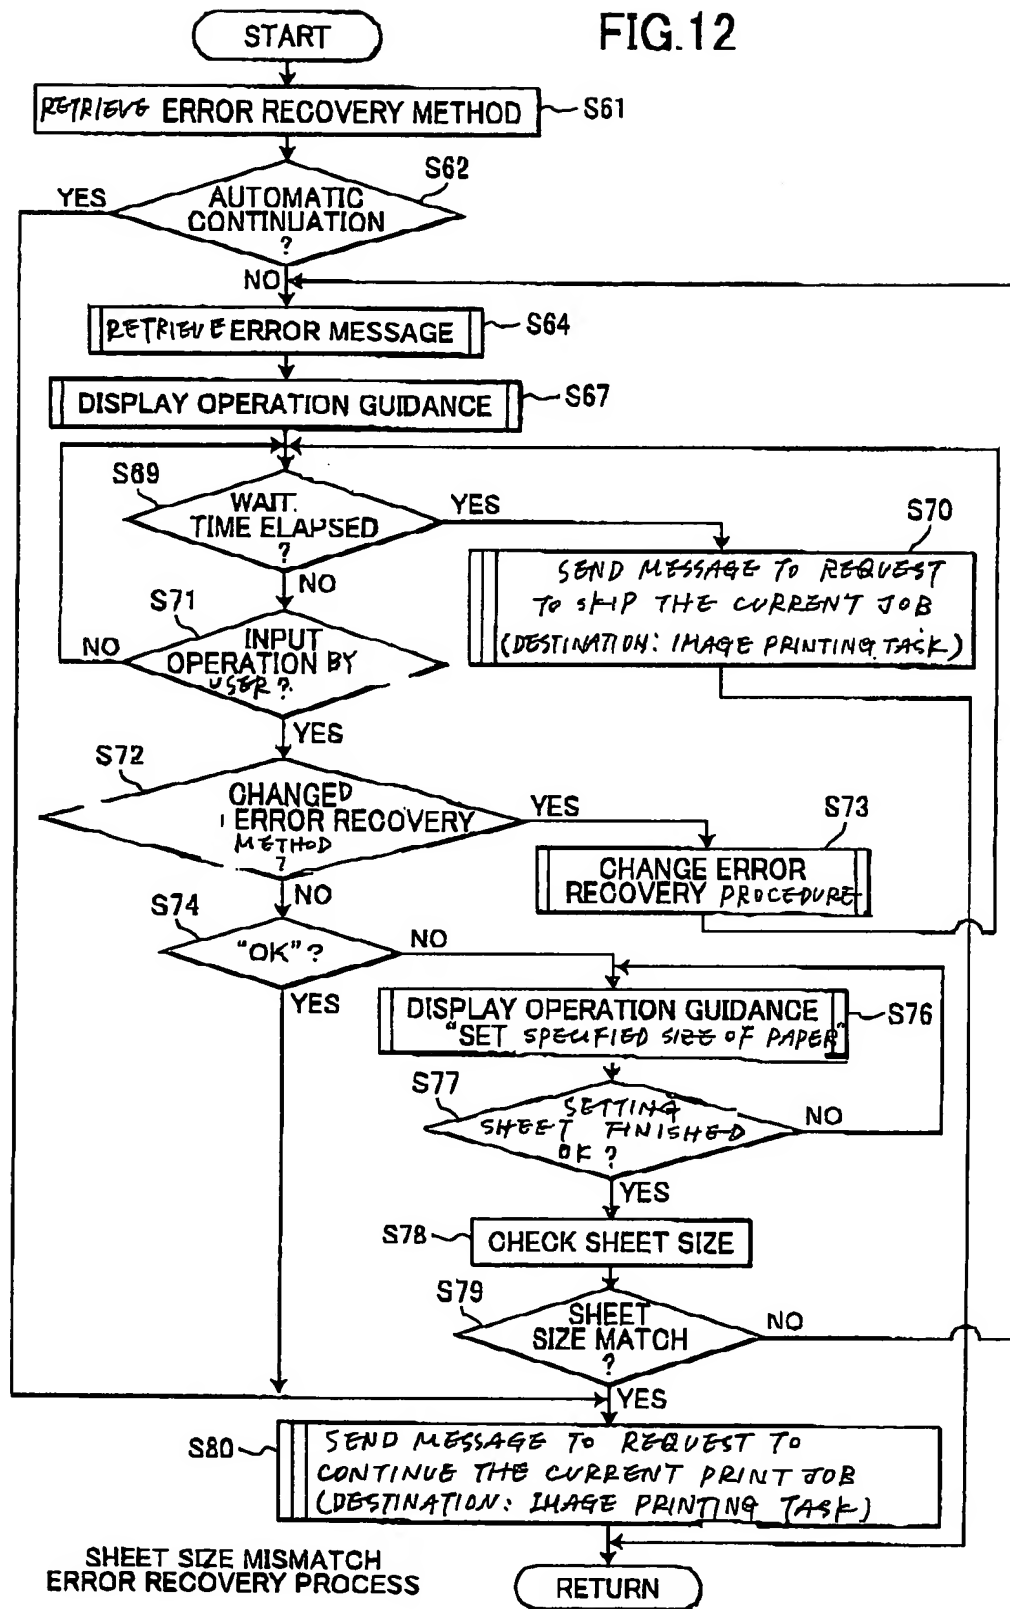 FIG.12
START
RETRIEVE ERROR RECOVERY METHOD
S61
S62
YES
AUTOMATIC
CONTINUATION
?
NO
RETRIEVE ERROR MESSAGE
S64
DISPLAY OPERATION GUIDANCE
S67
S69
WAIT.
TIME ELAPSED
?
YES
NO
S70
SEND MESSAGE TO REQUEST
TO SKIP THE CURRENT JOB
(DESTINATION: IMAGE PRINTING TASK)
S71
NO
INPUT
OPERATION BY
USER ?
YES
S72
CHANGED
ERROR RECOVERY
METHOD
?
YES
NO
S73
CHANGE ERROR
RECOVERY PROCEDURE
S74
"OK" ?
NO
YES
DISPLAY OPERATION GUIDANCE
"SET SPECIFIED SIZE OF PAPER"
S76
S77
SETTING
SHEET FINISHED
OK ?
NO
YES
S78
CHECK SHEET SIZE
S79
SHEET
SIZE MATCH
?
NO
YES
S80
SEND MESSAGE TO REQUEST TO
CONTINUE THE CURRENT PRINT JOB
(DESTINATION: IMAGE PRINTING TASK)
SHEET SIZE MISMATCH
ERROR RECOVERY PROCESS
RETURN